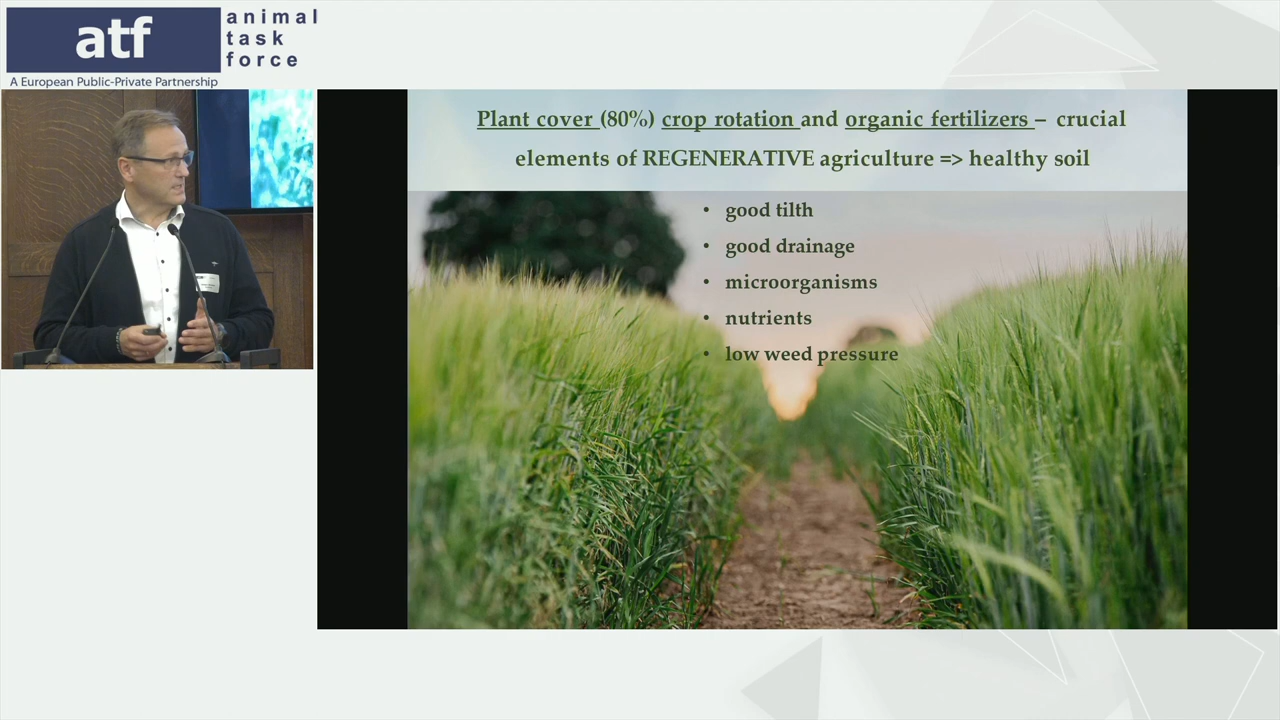 atf
animal
task
force
A European Public-Private Partnership
Plant cover (80%) crop rotation and organic fertilizers – crucial
elements of REGENERATIVE agriculture => healthy soil
• good tilth
• good drainage
• microorganisms
• nutrients
• low weed pressure